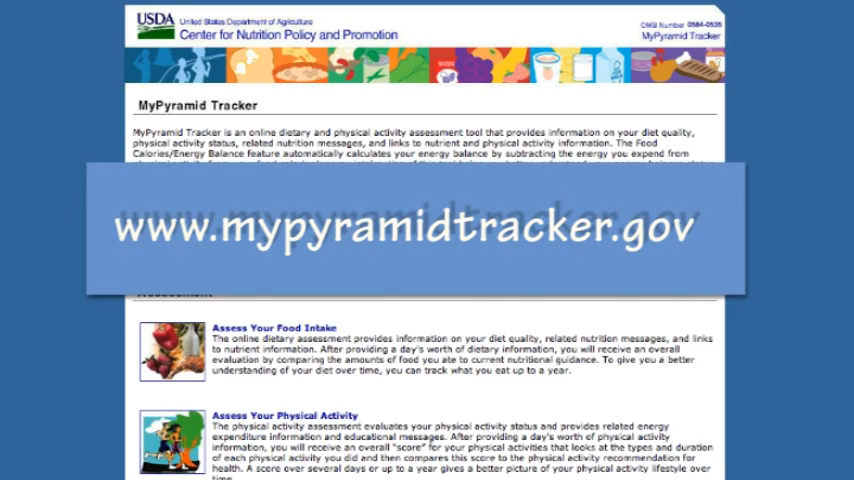 USDA
United States Department of Agriculture
Center for Nutrition Policy and Promotion
OMB Number 0584-0535
MyPyramid Tracker
MyPyramid Tracker
MyPyramid Tracker is an online dietary and physical activity assessment tool that provides information on your diet quality,
physical activity status, related nutrition messages, and links to nutrient and physical activity information. The Food
Calories/Energy Balance feature automatically calculates your energy balance by subtracting the energy you expend from
www.mypyramidtracker.gov
Assessment
Assess Your Food Intake
The online dietary assessment provides information on your diet quality, related nutrition messages, and links
to nutrient information. After providing a day's worth of dietary information, you will receive an overall
evaluation by comparing the amounts of food you ate to current nutritional guidance. To give you a better
understanding of your diet over time, you can track what you eat up to a year.
Assess Your Physical Activity
The physical activity assessment evaluates your physical activity status and provides related energy
expenditure information and educational messages. After providing a day's worth of physical activity
information, you will receive an overall "score" for your physical activities that looks at the types and duration
of each physical activity you did and then compares this score to the physical activity recommendation for
health. A score over several days or up to a year gives a better picture of your physical activity lifestyle over
time.